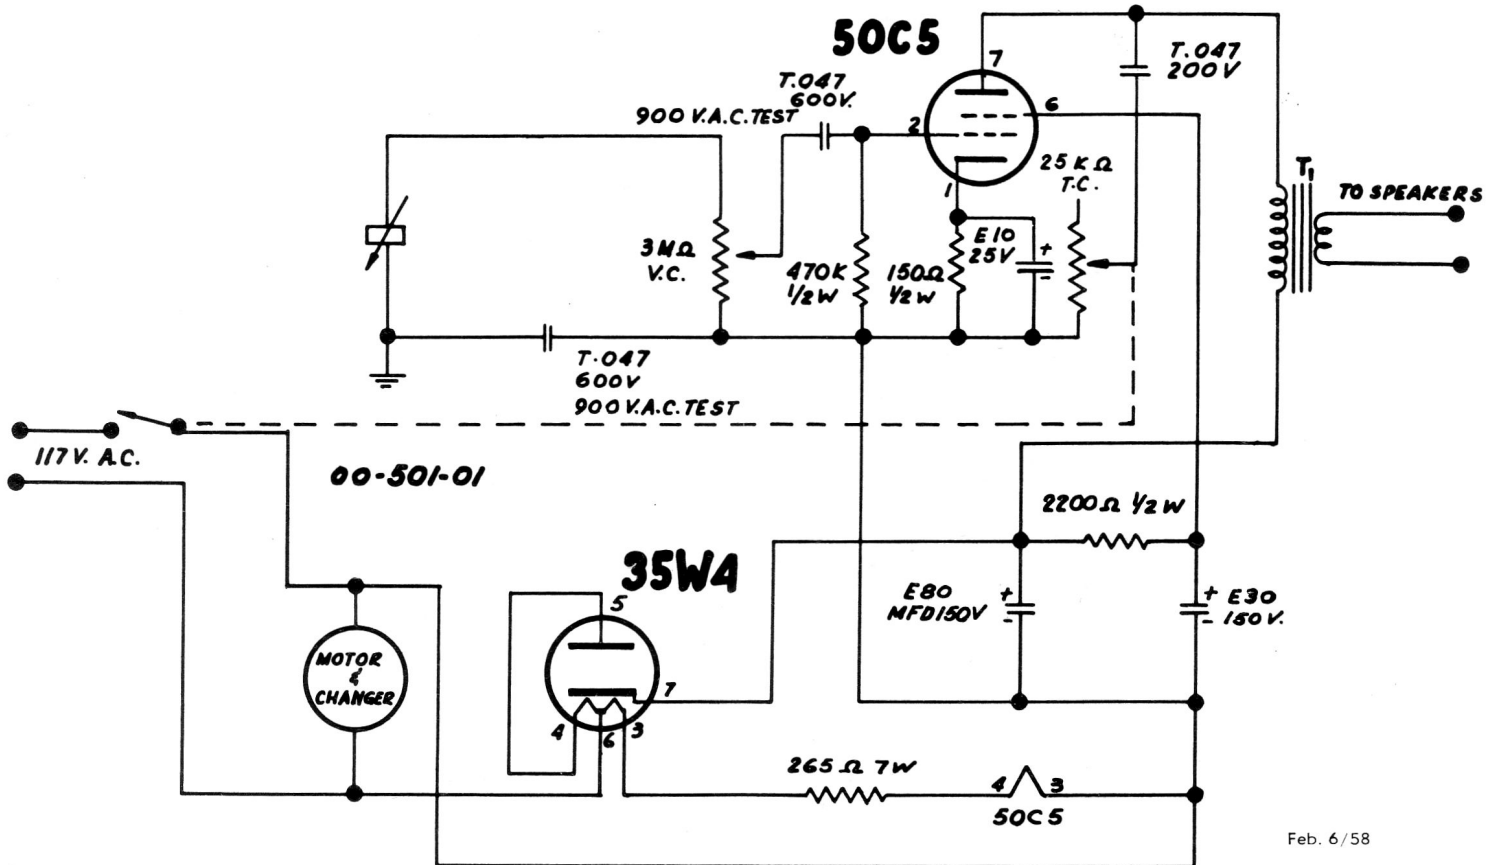 50C5
7
T.047
200V
T.047
600V.
900 V.A.C.TEST
2
6
25 K Ω
T.C.
1
T1
TO SPEAKERS
3MΩ
V.C.
470K
1/2W
150Ω
1/2W
E10
25V
+
-
T.047
600V
900 V.A.C.TEST
117V. A.C.
00-501-01
2200Ω 1/2W
35W4
5
E80
MFD150V
+
-
+ E30
- 150V.
MOTOR
&
CHANGER
7
4
6
3
265 Ω 7W
4
3
50C5
Feb. 6/58